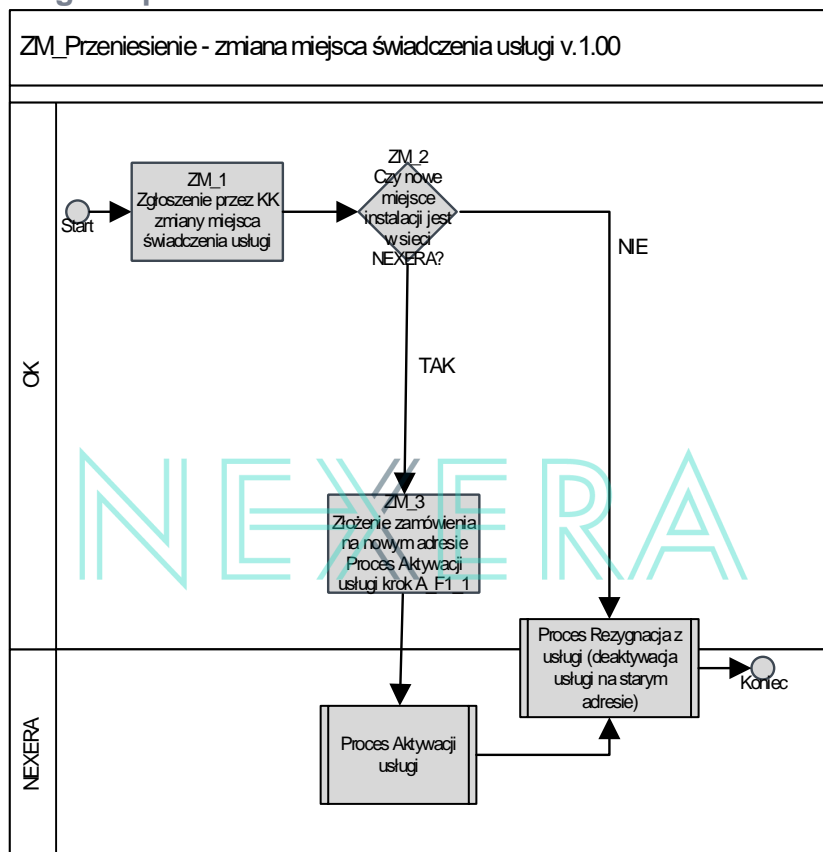 ZM_Przeniesienie - zmiana miejsca świadczenia usługi v.1.00
ZM_1
Zgłoszenie przez KK
zmiany miejsca
świadczenia usługi
Start
ZM_2
Czy nowe
miejsce
instalacji jest
w sieci
NEXERA?
NIE
TAK
OK
NEXERA
ZM_3
Złożenie zamówienia
na nowym adresie
Proces Aktywacji
usługi krok A_F1_1
Proces Rezygnacja z
usługi (deaktywacja
usługi na starym
adresie)
Koniec
NEXERA
Proces Aktywacji
usługi